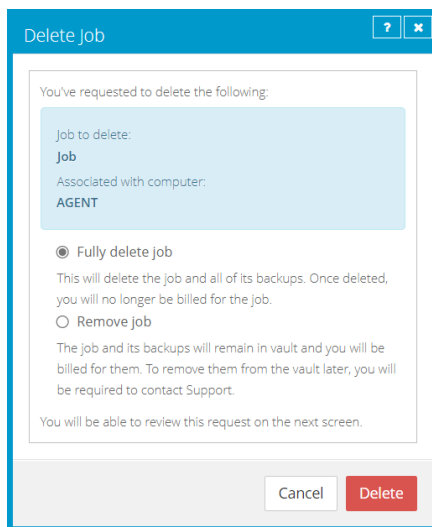 Delete Job
? ×
You've requested to delete the following:
Job to delete:
Job
Associated with computer:
AGENT
Fully delete job
This will delete the job and all of its backups. Once deleted,
you will no longer be billed for the job.
Remove job
The job and its backups will remain in vault and you will be
billed for them. To remove them from the vault later, you will
be required to contact Support.
You will be able to review this request on the next screen.
Cancel Delete